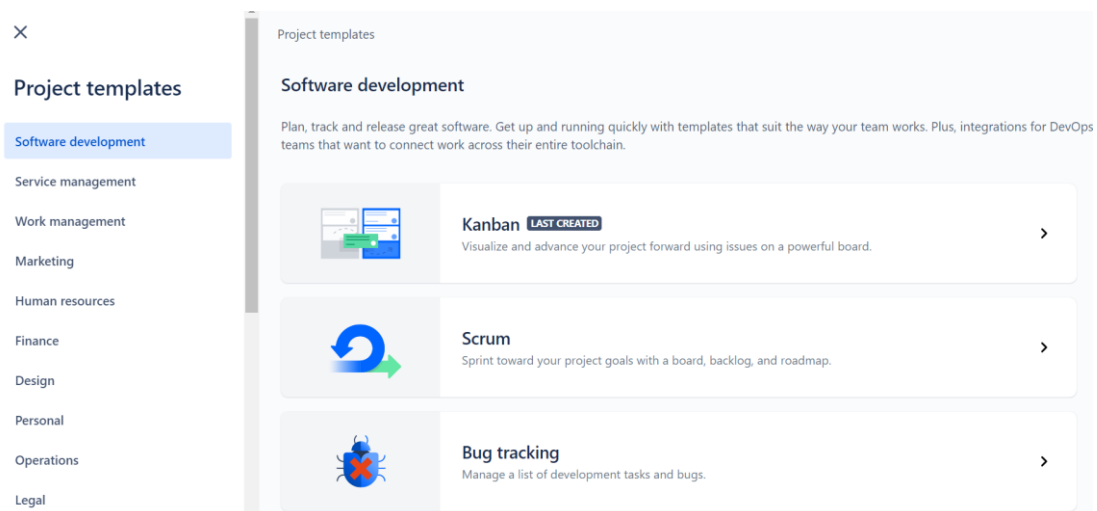 Project templates
Software development
Service management
Work management
Marketing
Human resources
Finance
Design
Personal
Operations
Legal
Project templates
Software development
Plan, track and release great software. Get up and running quickly with templates that suit the way your team works. Plus, integrations for DevOps
teams that want to connect work across their entire toolchain.
Kanban LAST CREATED
Visualize and advance your project forward using issues on a powerful board.
Scrum
Sprint toward your project goals with a board, backlog, and roadmap.
Bug tracking
Manage a list of development tasks and bugs.